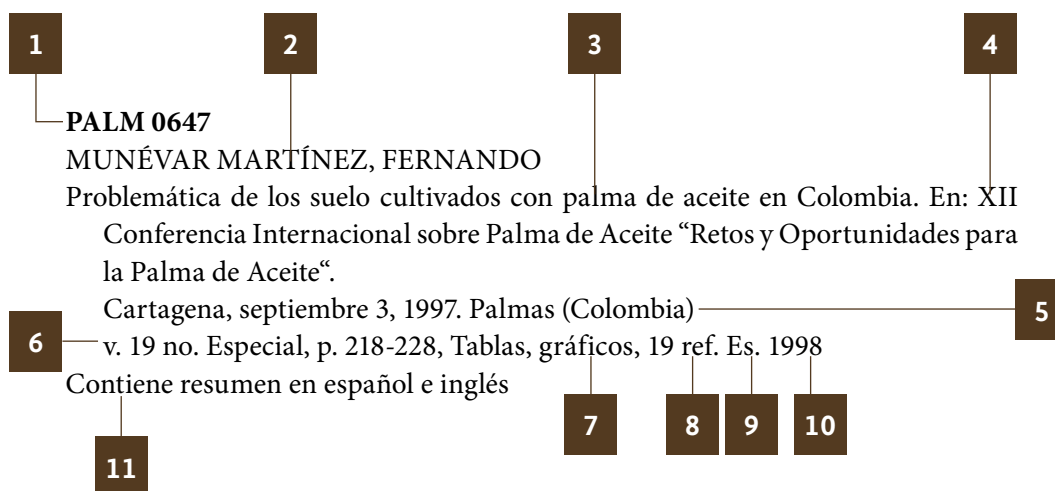 1 2 3 4
PALM 0647
MUNÉVAR MARTÍNEZ, FERNANDO
Problemática de los suelo cultivados con palma de aceite en Colombia. En: XII
Conferencia Internacional sobre Palma de Aceite “Retos y Oportunidades para
la Palma de Aceite“.
Cartagena, septiembre 3, 1997. Palmas (Colombia)
5
6
v. 19 no. Especial, p. 218-228, Tablas, gráficos, 19 ref. Es. 1998
Contiene resumen en español e inglés
7 8 9 10
11